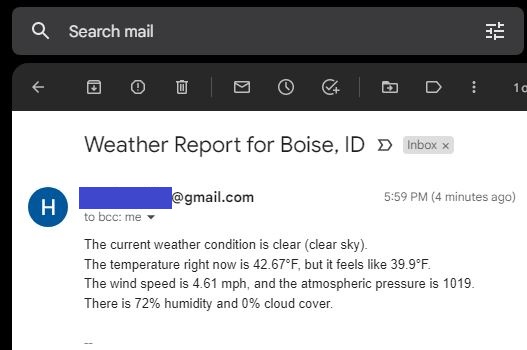 Search mail
1 o
Weather Report for Boise, ID Inbox ×
H @gmail.com 5:59 PM (4 minutes ago)
to bcc: me
The current weather condition is clear (clear sky).
The temperature right now is 42.67°F, but it feels like 39.9°F.
The wind speed is 4.61 mph, and the atmospheric pressure is 1019.
There is 72% humidity and 0% cloud cover.
--